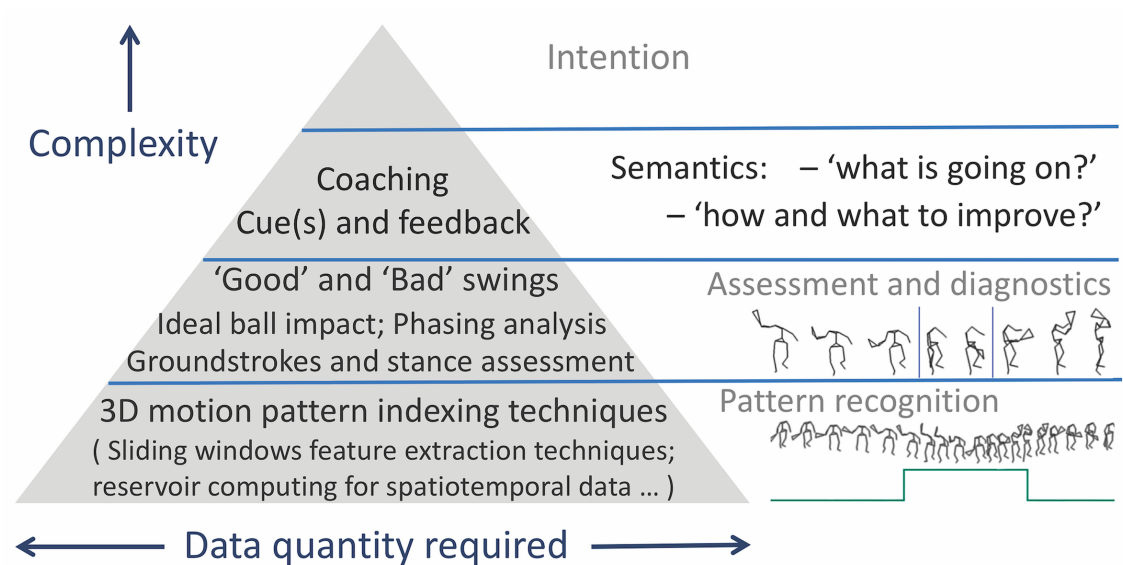 Intention
Complexity
Coaching
Cue(s) and feedback
Semantics: – ‘what is going on?’
– ‘how and what to improve?’
‘Good’ and ‘Bad’ swings
Ideal ball impact; Phasing analysis
Groundstrokes and stance assessment
Assessment and diagnostics
3D motion pattern indexing techniques
( Sliding windows feature extraction techniques;
reservoir computing for spatiotemporal data ... )
Pattern recognition
Data quantity required